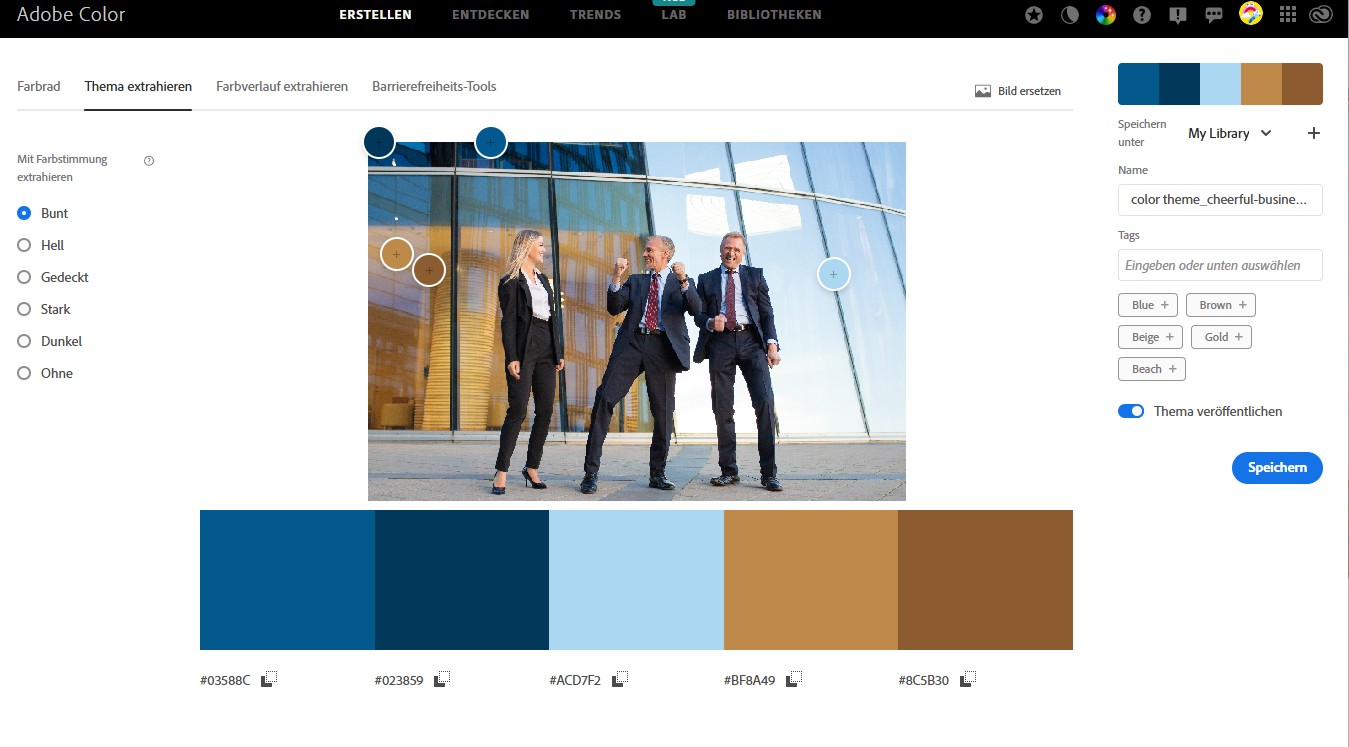 Adobe Color
ERSTELLEN
ENTDECKEN
TRENDS
LAB
BIBLIOTHEKEN
Farbrad
Thema extrahieren
Farbverlauf extrahieren
Barrierefreiheits-Tools
Bild ersetzen
Mit Farbstimmung
extrahieren
Bunt
Hell
Gedeckt
Stark
Dunkel
Ohne
#03588C
#023859
#ACD7F2
#BF8A49
#8C5B30
Speichern
unter
My Library
Name
color theme_cheerful-busine...
Tags
Eingeben oder unten auswählen
Blue +
Brown +
Beige +
Gold +
Beach +
Thema veröffentlichen
Speichern